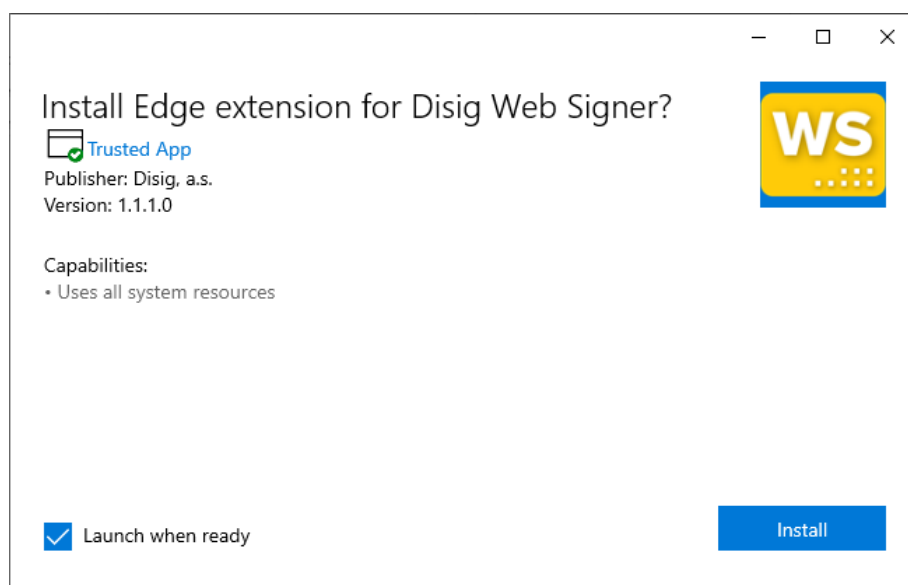 Install Edge extension for Disig Web Signer?
Trusted App
Publisher: Disig, a.s.
Version: 1.1.1.0
WS
Capabilities:
• Uses all system resources
Launch when ready
Install